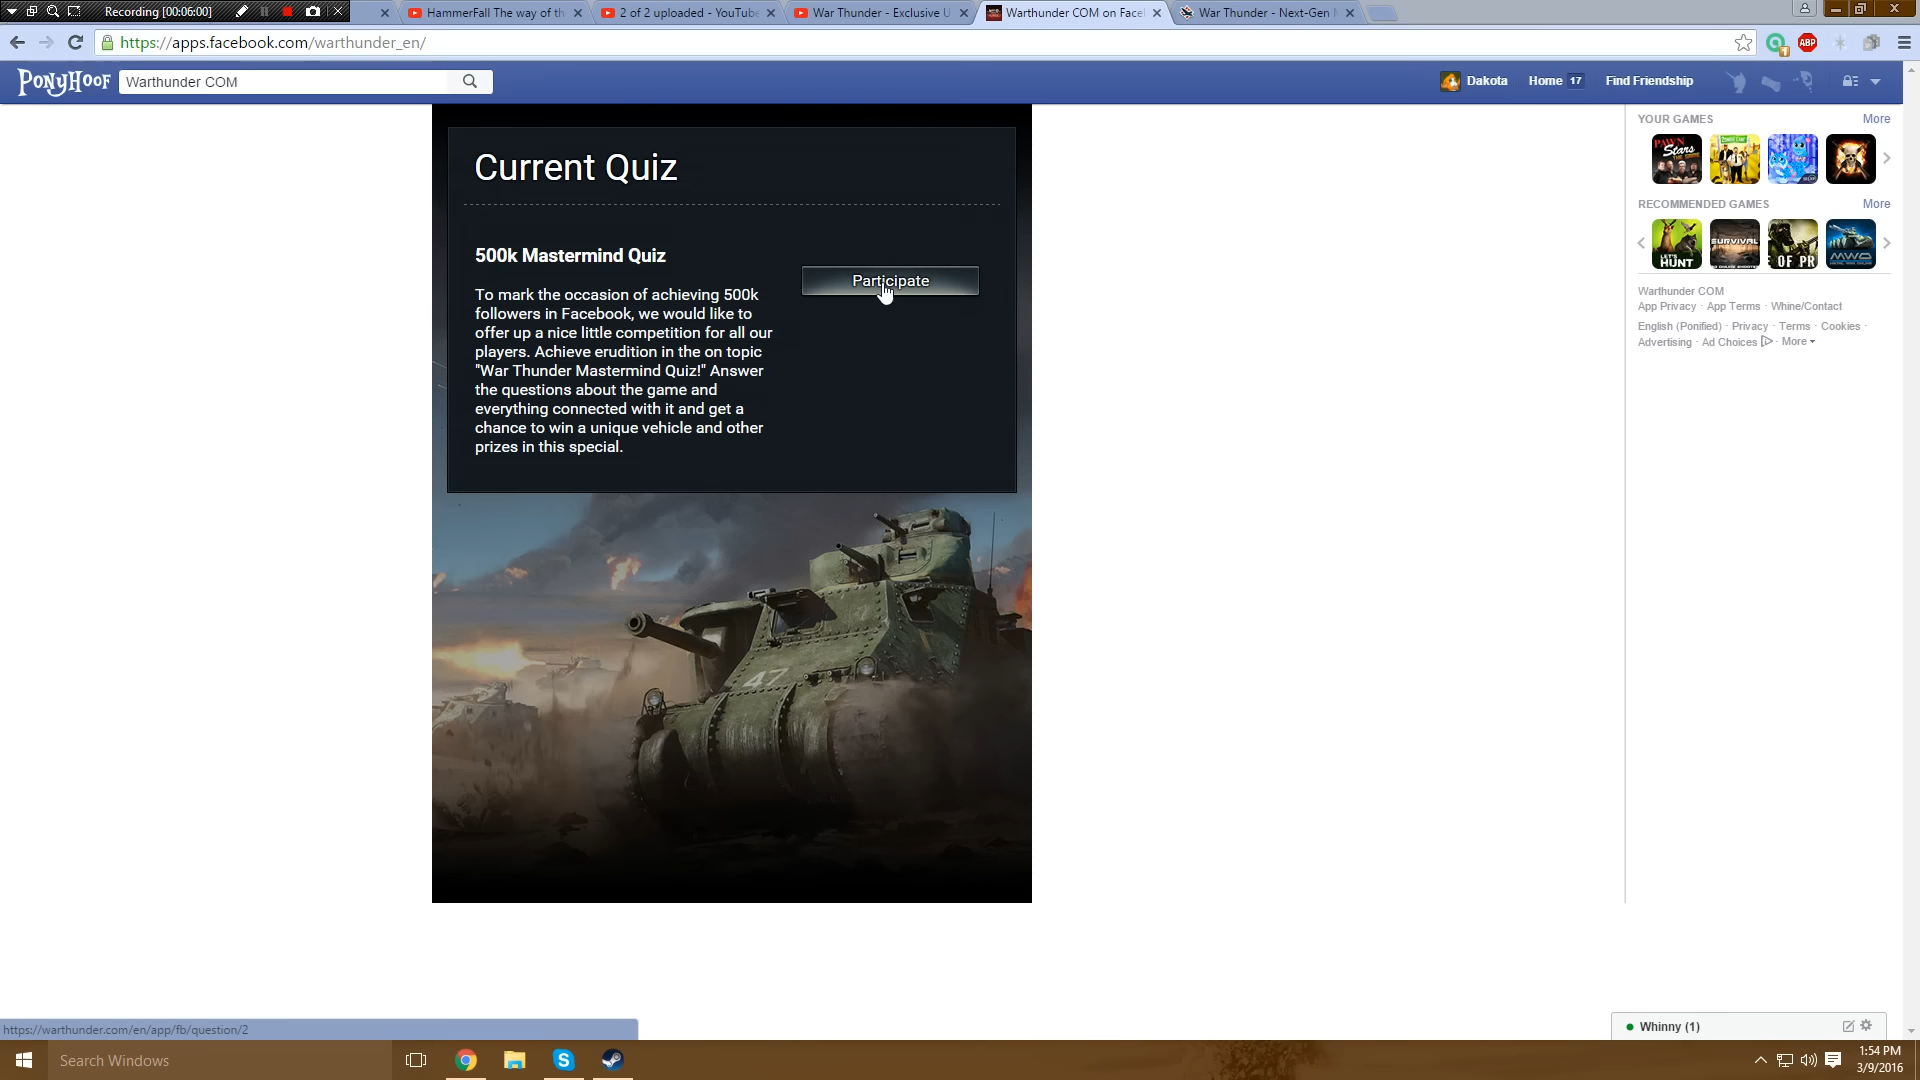 Recording [00:06:00]
HammerFall The way of th
2 of 2 uploaded - YouTube
War Thunder - Exclusive U
Warthunder COM on Face
War Thunder - Next-Gen M
https://apps.facebook.com/warthunder_en/
ABP
PonyHoof
Warthunder COM
Dakota
Home 17
Find Friendship
Current Quiz
500k Mastermind Quiz
Participate
To mark the occasion of achieving 500k
followers in Facebook, we would like to
offer up a nice little competition for all our
players. Achieve erudition in the on topic
"War Thunder Mastermind Quiz!" Answer
the questions about the game and
everything connected with it and get a
chance to win a unique vehicle and other
prizes in this special.
47
YOUR GAMES More
PAWN
Stars
THE GAME
RECOMMENDED GAMES More
LET'S
HUNT
SURVIVAL
OF PR
MWO
Warthunder COM
App Privacy · App Terms · Whine/Contact
English (Ponified) · Privacy · Terms · Cookies ·
Advertising · Ad Choices · More
Whinny (1)
https://warthunder.com/en/app/fb/question/2
Search Windows
1:54 PM
3/9/2016